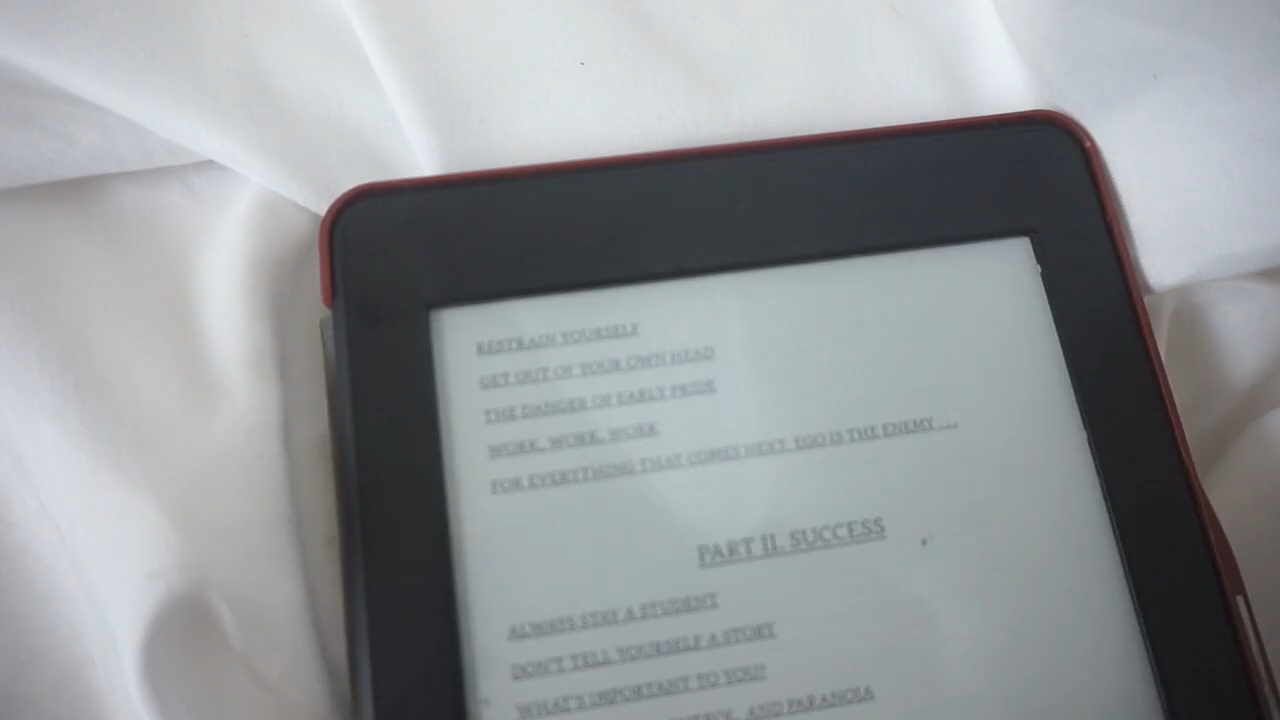 RESTRAIN YOURSELF
GET OUT OF YOUR OWN HEAD
THE DANGER OF EARLY PRIDE
WORK, WORK, WORK
FOR EVERYTHING THAT COMES NEXT, EGO IS THE ENEMY . . .
PART II. SUCCESS
ALWAYS STAY A STUDENT
DON'T TELL YOURSELF A STORY
WHAT'S IMPORTANT TO YOU?
AND PARANOIA